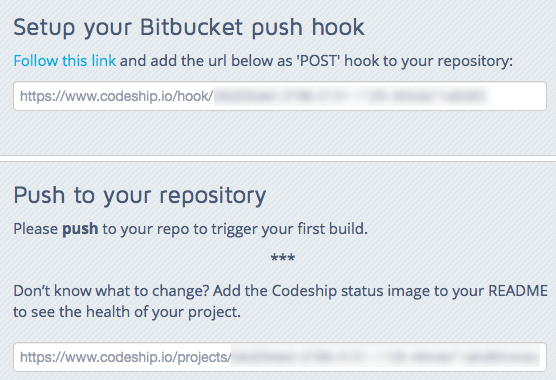 Setup your Bitbucket push hook
Follow this link and add the url below as 'POST' hook to your repository:
https://www.codeship.io/hook/
Push to your repository
Please push to your repo to trigger your first build.
***
Don't know what to change? Add the Codeship status image to your README
to see the health of your project.
https://www.codeship.io/projects/